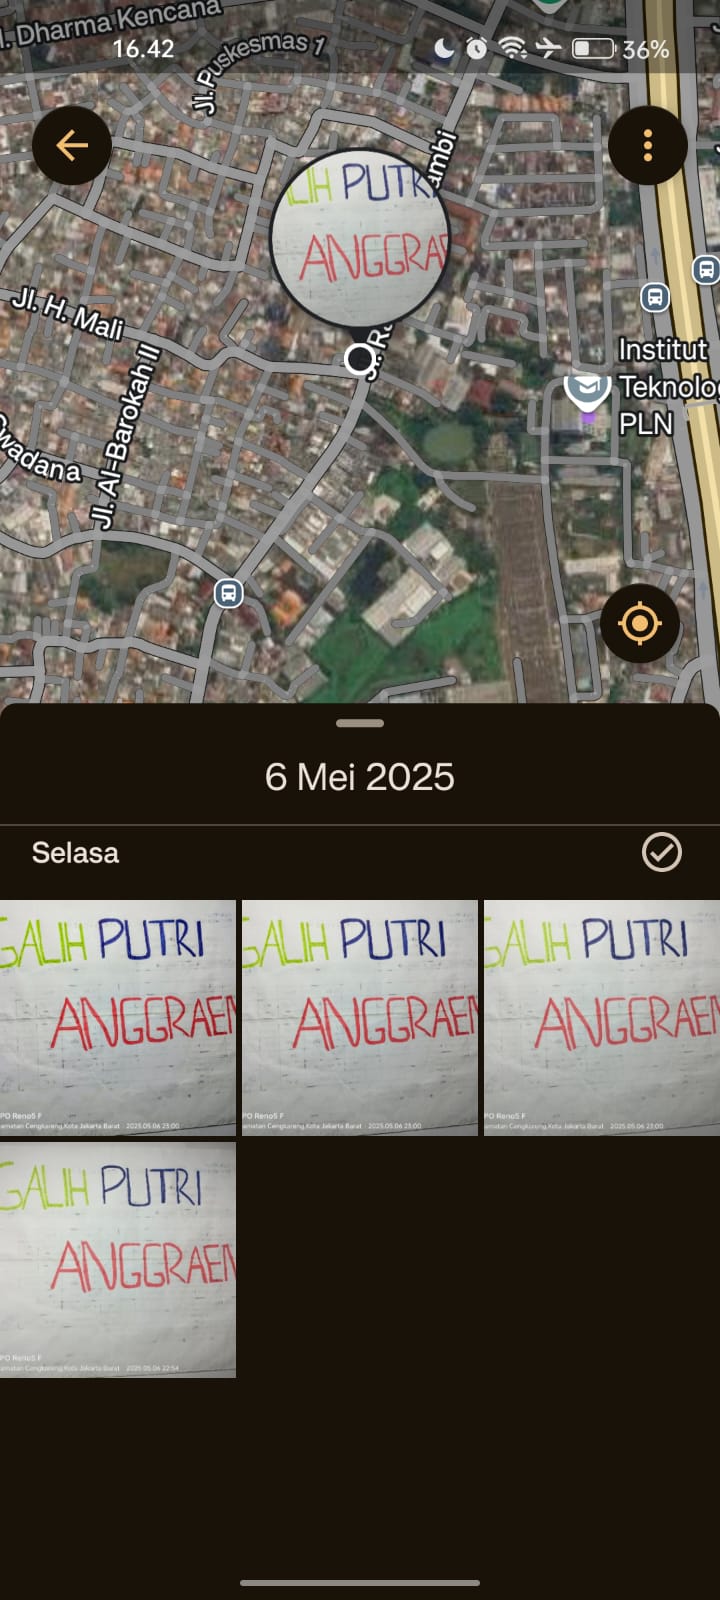 Jl. Dharma Kencana
16.42
36%
Jl. Puskesmas 1
ambi
LIH PUTR
ANGGRAE
Jl. H. Mali
Jl. Al-Barokah II
wadana
Institut
Teknolo
PLN
6 Mei 2025
Selasa
GALIH PUTRI
ANGGRAEN
PO Reno5 F
amatan Cengkareng,Kota Jakarta Barat 2025.05.06 23:00
GALIH PUTRI
ANGGRAEN
PO Reno5 F
amatan Cengkareng,Kota Jakarta Barat 2025.05.06 23:00
GALIH PUTRI
ANGGRAEN
PO Reno5 F
amatan Cengkareng,Kota Jakarta Barat 2025.05.06 23:00
GALIH PUTRI
ANGGRAEN
PO Reno5 F
amatan Cengkareng,Kota Jakarta Barat 2025.05.06 22:54